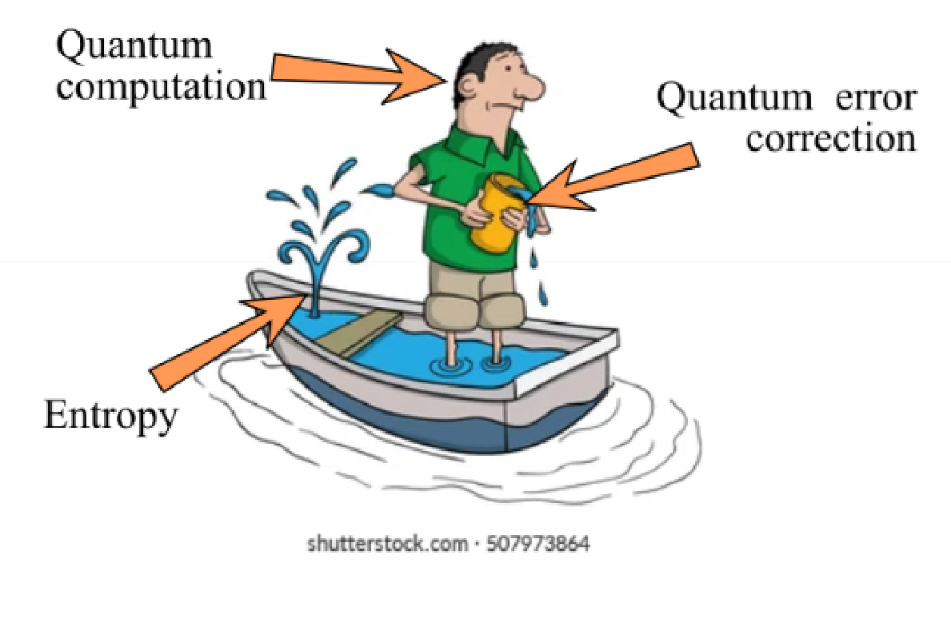 Quantum
computation
Quantum error
correction
Entropy
shutterstock.com · 507973864